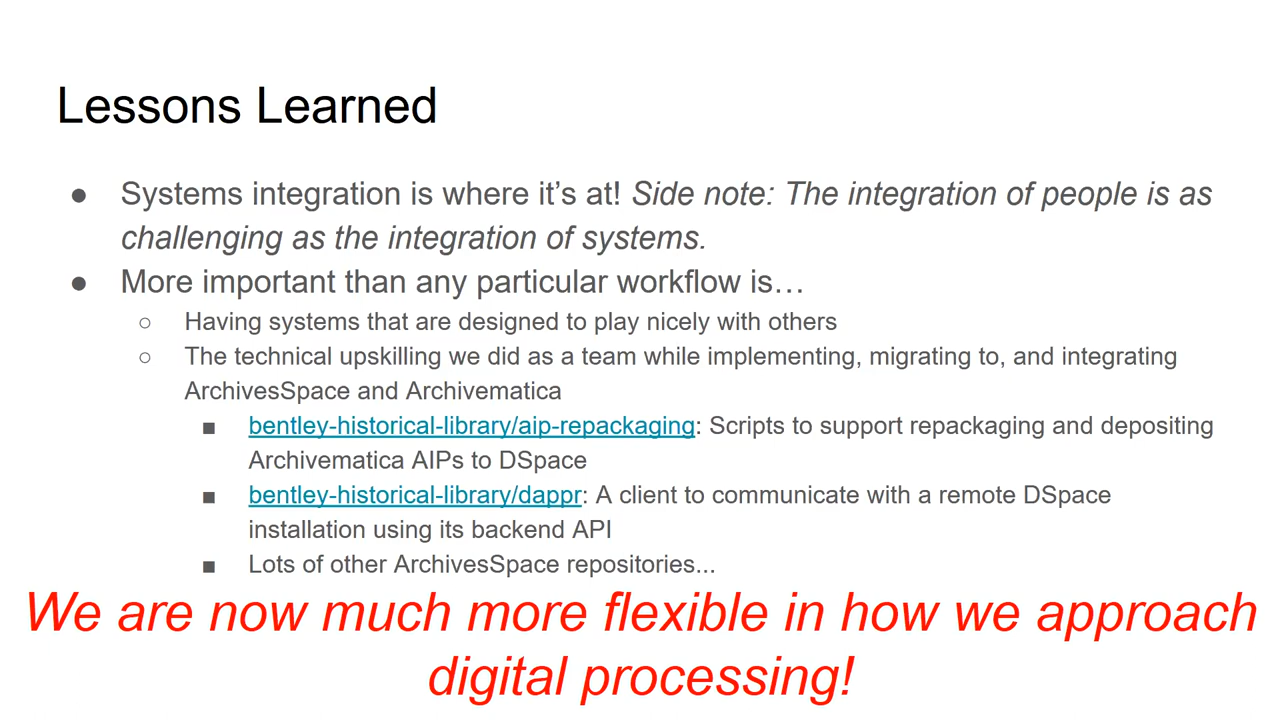 Lessons Learned
● Systems integration is where it’s at! Side note: The integration of people is as
challenging as the integration of systems.
● More important than any particular workflow is…
○ Having systems that are designed to play nicely with others
○ The technical upskilling we did as a team while implementing, migrating to, and integrating
ArchivesSpace and Archivematica
■ bentley-historical-library/aip-repackaging: Scripts to support repackaging and depositing
Archivematica AIPs to DSpace
■ bentley-historical-library/dappr: A client to communicate with a remote DSpace
installation using its backend API
■ Lots of other ArchivesSpace repositories...
We are now much more flexible in how we approach
digital processing!